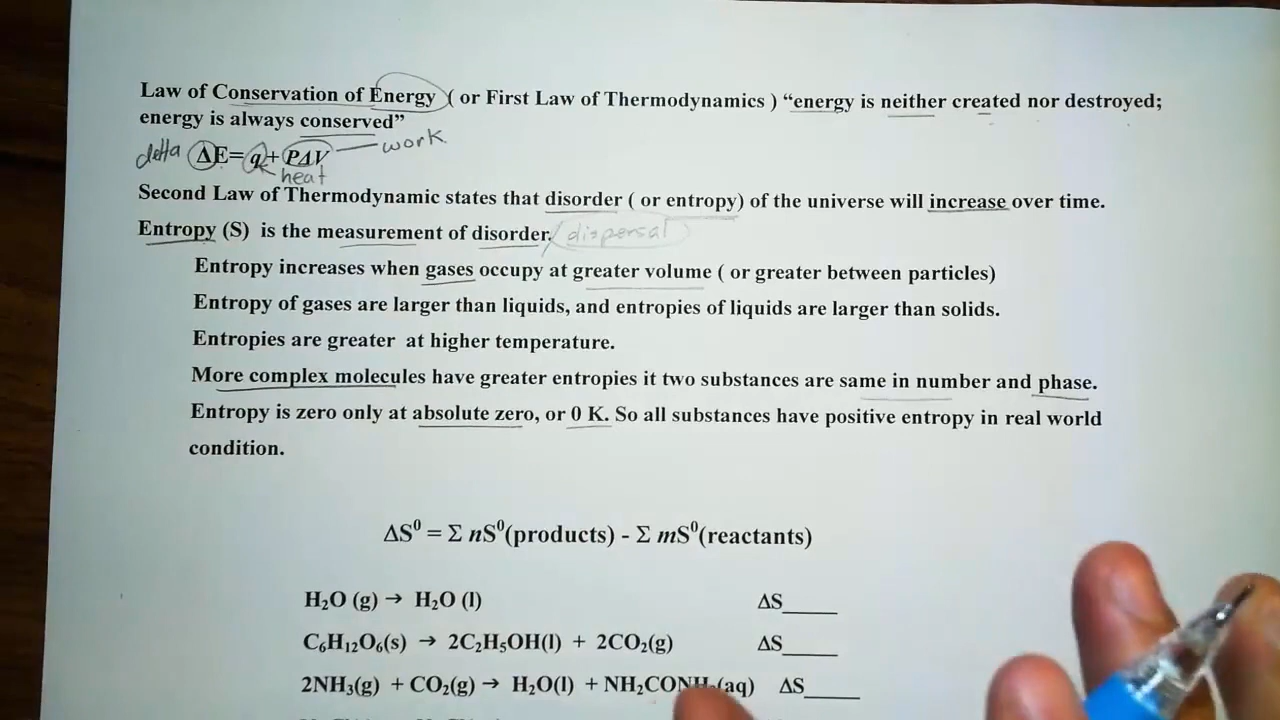 Law of Conservation of Energy ( or First Law of Thermodynamics ) “energy is neither created nor destroyed;
energy is always conserved”
delta ΔE= q+ PΔV — work
heat
Second Law of Thermodynamic states that disorder ( or entropy) of the universe will increase over time.
Entropy (S) is the measurement of disorder. dispersal
Entropy increases when gases occupy at greater volume ( or greater between particles)
Entropy of gases are larger than liquids, and entropies of liquids are larger than solids.
Entropies are greater at higher temperature.
More complex molecules have greater entropies it two substances are same in number and phase.
Entropy is zero only at absolute zero, or 0 K. So all substances have positive entropy in real world
condition.
ΔS⁰ = Σ nS⁰(products) - Σ mS⁰(reactants)
H₂O (g) → H₂O (l) ΔS_____
C₆H₁₂O₆(s) → 2C₂H₅OH(l) + 2CO₂(g) ΔS_____
2NH₃(g) + CO₂(g) → H₂O(l) + NH₂CONH₂(aq) ΔS_____